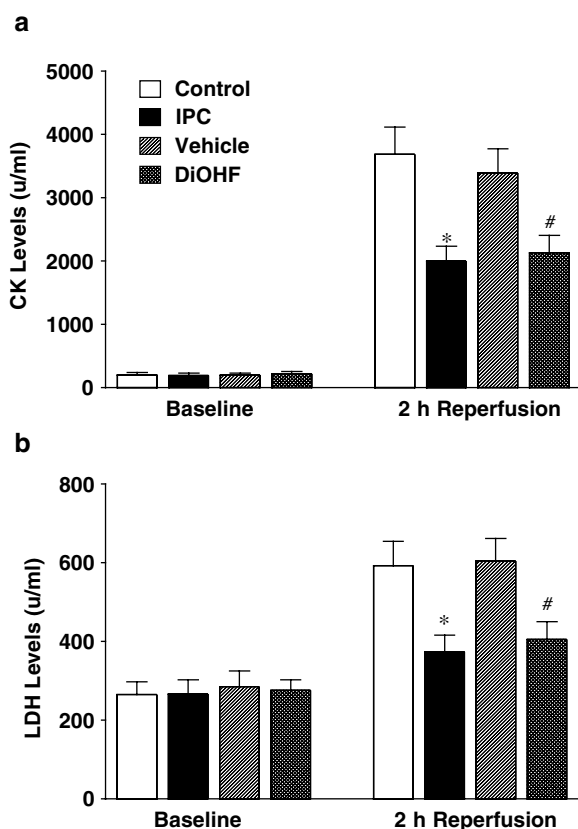 a
CK Levels (u/ml)
5000
4000
3000
2000
1000
0
Control
IPC
Vehicle
DiOHF
*
#
Baseline
2 h Reperfusion
b
LDH Levels (u/ml)
800
600
400
200
0
*
#
Baseline
2 h Reperfusion